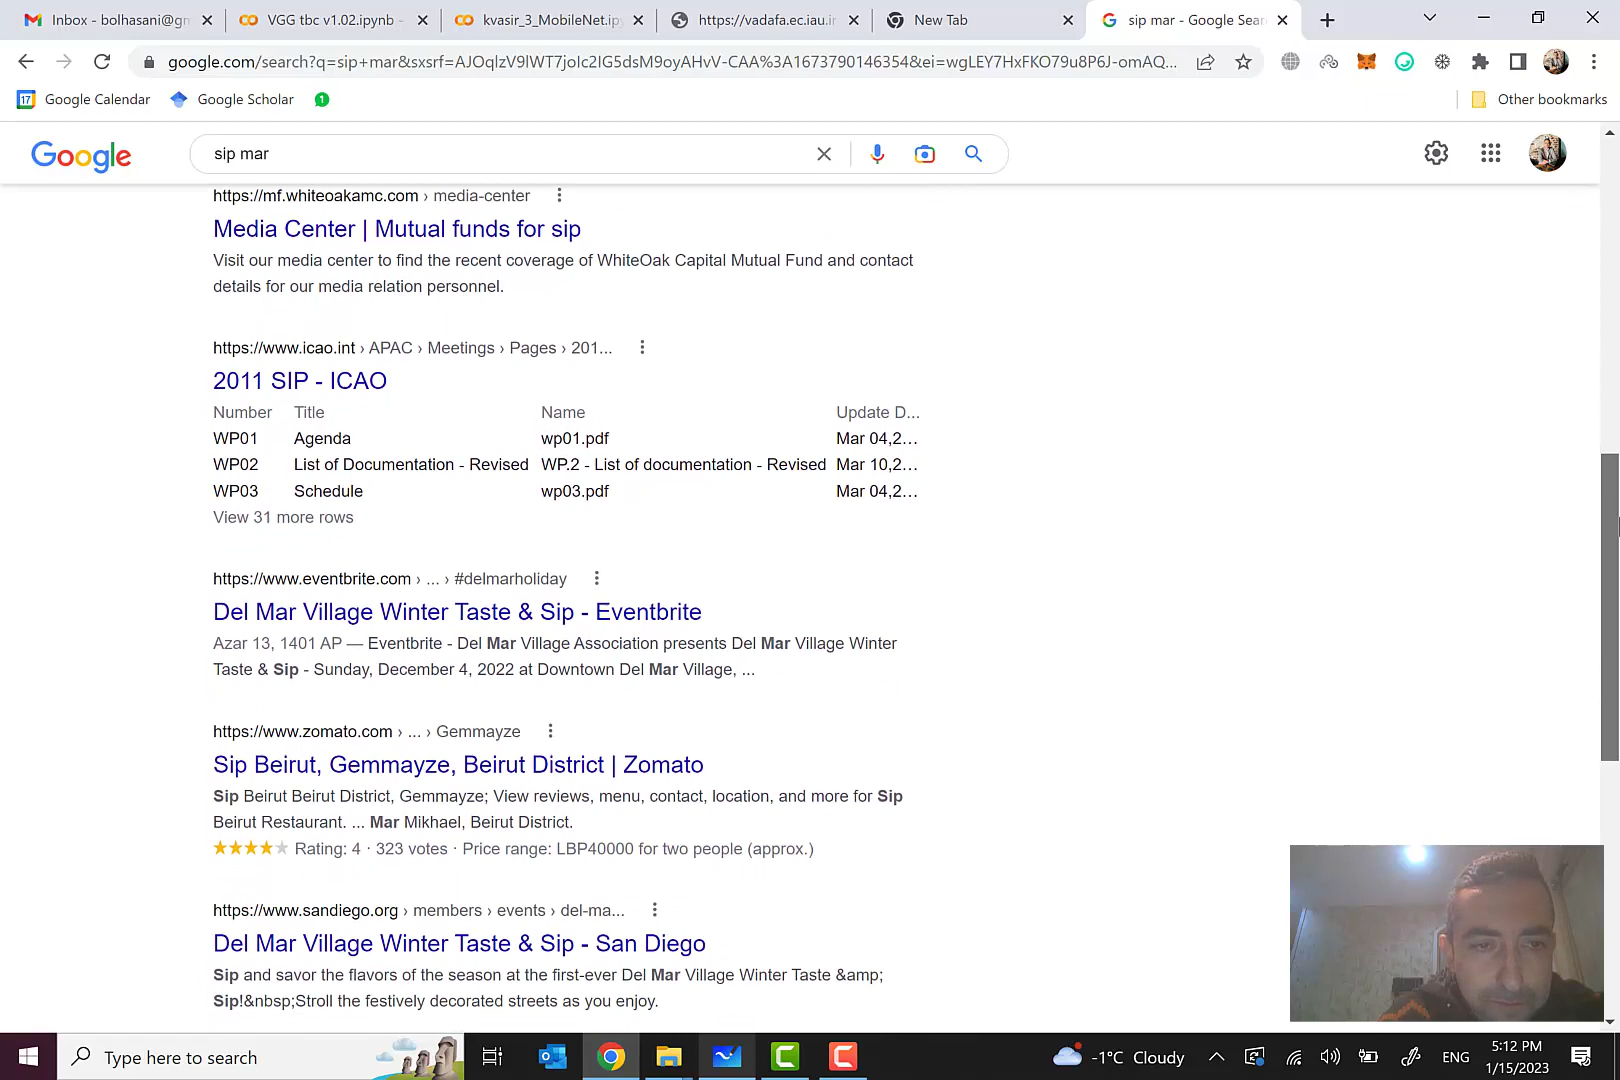 Inbox - bolhasani@gm
VGG tbc v1.02.ipynb -
kvasir_3_MobileNet.ipy
https://vadafa.ec.iau.ir
New Tab
sip mar - Google Sear
google.com/search?q=sip+mar&sxsrf=AJOqlzV9lWT7joIc2IG5dsM9oyAHvV-CAA%3A1673790146354&ei=wgLEY7HxFKO79u8P6J-omAQ...
17 Google Calendar
Google Scholar
1
Other bookmarks
Google
sip mar
https://mf.whiteoakamc.com › media-center
Media Center | Mutual funds for sip
Visit our media center to find the recent coverage of WhiteOak Capital Mutual Fund and contact
details for our media relation personnel.
https://www.icao.int › APAC › Meetings › Pages › 201...
2011 SIP - ICAO
Number Title Name Update D...
WP01 Agenda wp01.pdf Mar 04,2...
WP02 List of Documentation - Revised WP.2 - List of documentation - Revised Mar 10,2...
WP03 Schedule wp03.pdf Mar 04,2...
View 31 more rows
https://www.eventbrite.com › ... › #delmarholiday
Del Mar Village Winter Taste & Sip - Eventbrite
Azar 13, 1401 AP — Eventbrite - Del Mar Village Association presents Del Mar Village Winter
Taste & Sip - Sunday, December 4, 2022 at Downtown Del Mar Village, ...
https://www.zomato.com › ... › Gemmayze
Sip Beirut, Gemmayze, Beirut District | Zomato
Sip Beirut Beirut District, Gemmayze; View reviews, menu, contact, location, and more for Sip
Beirut Restaurant. ... Mar Mikhael, Beirut District.
Rating: 4 · 323 votes · Price range: LBP40000 for two people (approx.)
https://www.sandiego.org › members › events › del-ma...
Del Mar Village Winter Taste & Sip - San Diego
Sip and savor the flavors of the season at the first-ever Del Mar Village Winter Taste &amp;
Sip!&nbsp;Stroll the festively decorated streets as you enjoy.
Type here to search
-1°C Cloudy
ENG
5:12 PM
1/15/2023